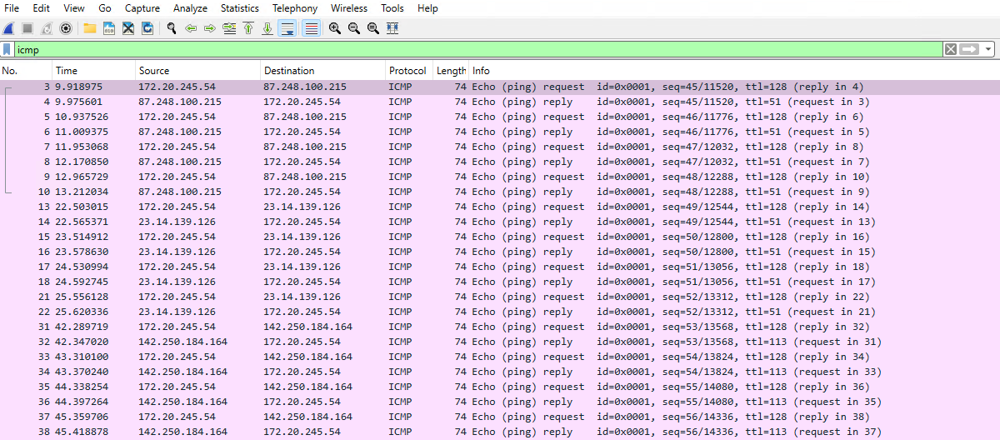 File Edit View Go Capture Analyze Statistics Telephony Wireless Tools Help
icmp
No. Time Source Destination Protocol Length Info
3 9.918975 172.20.245.54 87.248.100.215 ICMP 74 Echo (ping) request id=0x0001, seq=45/11520, ttl=128 (reply in 4)
4 9.975601 87.248.100.215 172.20.245.54 ICMP 74 Echo (ping) reply id=0x0001, seq=45/11520, ttl=51 (request in 3)
5 10.937526 172.20.245.54 87.248.100.215 ICMP 74 Echo (ping) request id=0x0001, seq=46/11776, ttl=128 (reply in 6)
6 11.009375 87.248.100.215 172.20.245.54 ICMP 74 Echo (ping) reply id=0x0001, seq=46/11776, ttl=51 (request in 5)
7 11.953068 172.20.245.54 87.248.100.215 ICMP 74 Echo (ping) request id=0x0001, seq=47/12032, ttl=128 (reply in 8)
8 12.170850 87.248.100.215 172.20.245.54 ICMP 74 Echo (ping) reply id=0x0001, seq=47/12032, ttl=51 (request in 7)
9 12.965729 172.20.245.54 87.248.100.215 ICMP 74 Echo (ping) request id=0x0001, seq=48/12288, ttl=128 (reply in 10)
10 13.212034 87.248.100.215 172.20.245.54 ICMP 74 Echo (ping) reply id=0x0001, seq=48/12288, ttl=51 (request in 9)
13 22.503015 172.20.245.54 23.14.139.126 ICMP 74 Echo (ping) request id=0x0001, seq=49/12544, ttl=128 (reply in 14)
14 22.565371 23.14.139.126 172.20.245.54 ICMP 74 Echo (ping) reply id=0x0001, seq=49/12544, ttl=51 (request in 13)
15 23.514912 172.20.245.54 23.14.139.126 ICMP 74 Echo (ping) request id=0x0001, seq=50/12800, ttl=128 (reply in 16)
16 23.578630 23.14.139.126 172.20.245.54 ICMP 74 Echo (ping) reply id=0x0001, seq=50/12800, ttl=51 (request in 15)
17 24.530994 172.20.245.54 23.14.139.126 ICMP 74 Echo (ping) request id=0x0001, seq=51/13056, ttl=128 (reply in 18)
18 24.592745 23.14.139.126 172.20.245.54 ICMP 74 Echo (ping) reply id=0x0001, seq=51/13056, ttl=51 (request in 17)
21 25.556128 172.20.245.54 23.14.139.126 ICMP 74 Echo (ping) request id=0x0001, seq=52/13312, ttl=128 (reply in 22)
22 25.620336 23.14.139.126 172.20.245.54 ICMP 74 Echo (ping) reply id=0x0001, seq=52/13312, ttl=51 (request in 21)
31 42.289719 172.20.245.54 142.250.184.164 ICMP 74 Echo (ping) request id=0x0001, seq=53/13568, ttl=128 (reply in 32)
32 42.347020 142.250.184.164 172.20.245.54 ICMP 74 Echo (ping) reply id=0x0001, seq=53/13568, ttl=113 (request in 31)
33 43.310100 172.20.245.54 142.250.184.164 ICMP 74 Echo (ping) request id=0x0001, seq=54/13824, ttl=128 (reply in 34)
34 43.370240 142.250.184.164 172.20.245.54 ICMP 74 Echo (ping) reply id=0x0001, seq=54/13824, ttl=113 (request in 33)
35 44.338254 172.20.245.54 142.250.184.164 ICMP 74 Echo (ping) request id=0x0001, seq=55/14080, ttl=128 (reply in 36)
36 44.397264 142.250.184.164 172.20.245.54 ICMP 74 Echo (ping) reply id=0x0001, seq=55/14080, ttl=113 (request in 35)
37 45.359706 172.20.245.54 142.250.184.164 ICMP 74 Echo (ping) request id=0x0001, seq=56/14336, ttl=128 (reply in 38)
38 45.418878 142.250.184.164 172.20.245.54 ICMP 74 Echo (ping) reply id=0x0001, seq=56/14336, ttl=113 (request in 37)